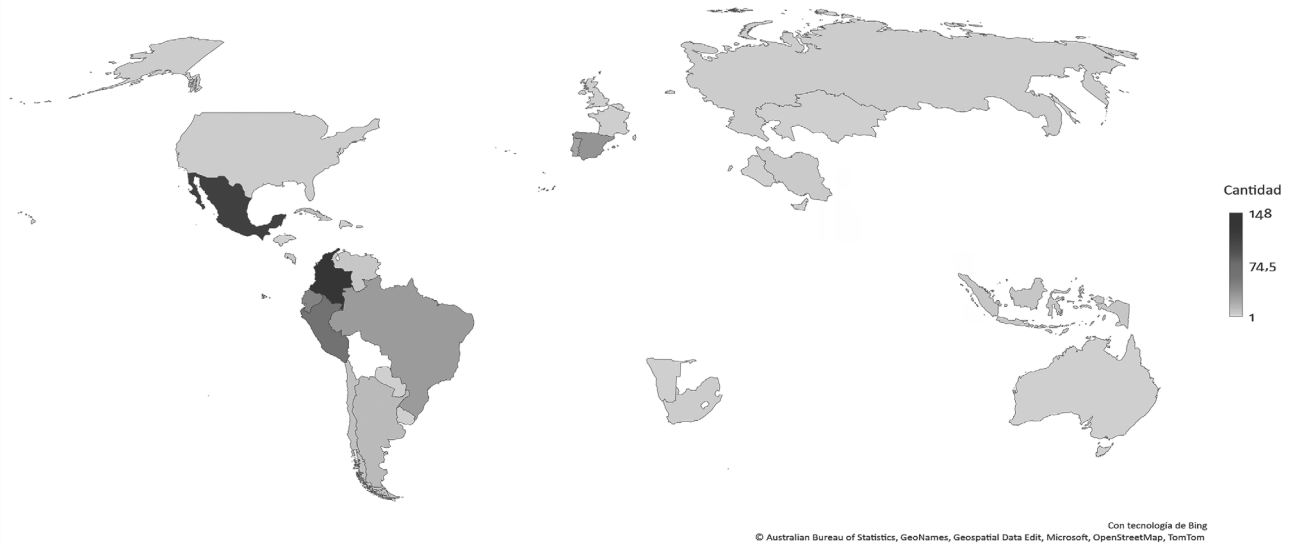 Cantidad
148
74,5
1
Con tecnología de Bing
© Australian Bureau of Statistics, GeoNames, Geospatial Data Edit, Microsoft, OpenStreetMap, TomTom